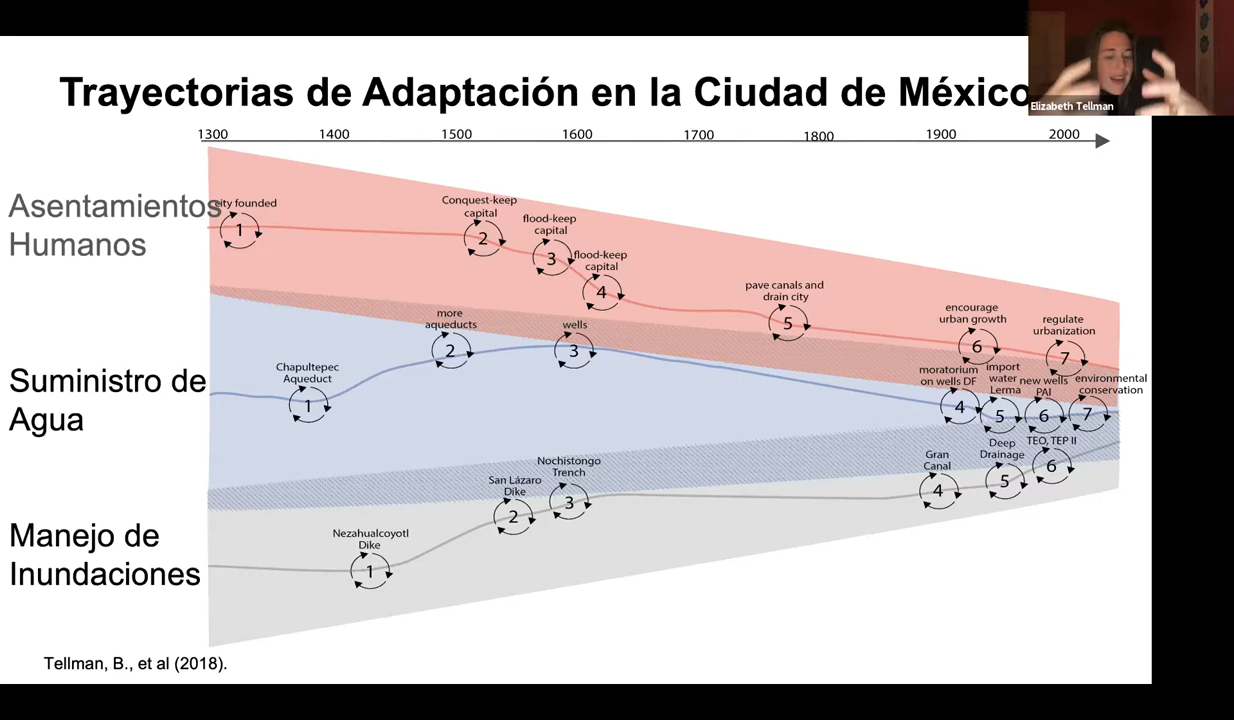 Trayectorias de Adaptación en la Ciudad de México
Elizabeth Tellman
1300 1400 1500 1600 1700 1800 1900 2000
Asentamientos
Humanos
city founded
1
Conquest-keep
capital
2
flood-keep
capital
3
flood-keep
capital
4
pave canals and
drain city
5
encourage
urban growth
6
regulate
urbanization
7
Suministro de
Agua
Chapultepec
Aqueduct
1
more
aqueducts
2
wells
3
moratorium
on wells DF
4
import
water
Lerma
5
new wells
PAI
6
environmental
conservation
7
Manejo de
Inundaciones
Nezahualcoyotl
Dike
1
San Lázaro
Dike
2
Nochistongo
Trench
3
Gran
Canal
4
Deep
Drainage
5
TEO, TEP II
6
Tellman, B., et al (2018).